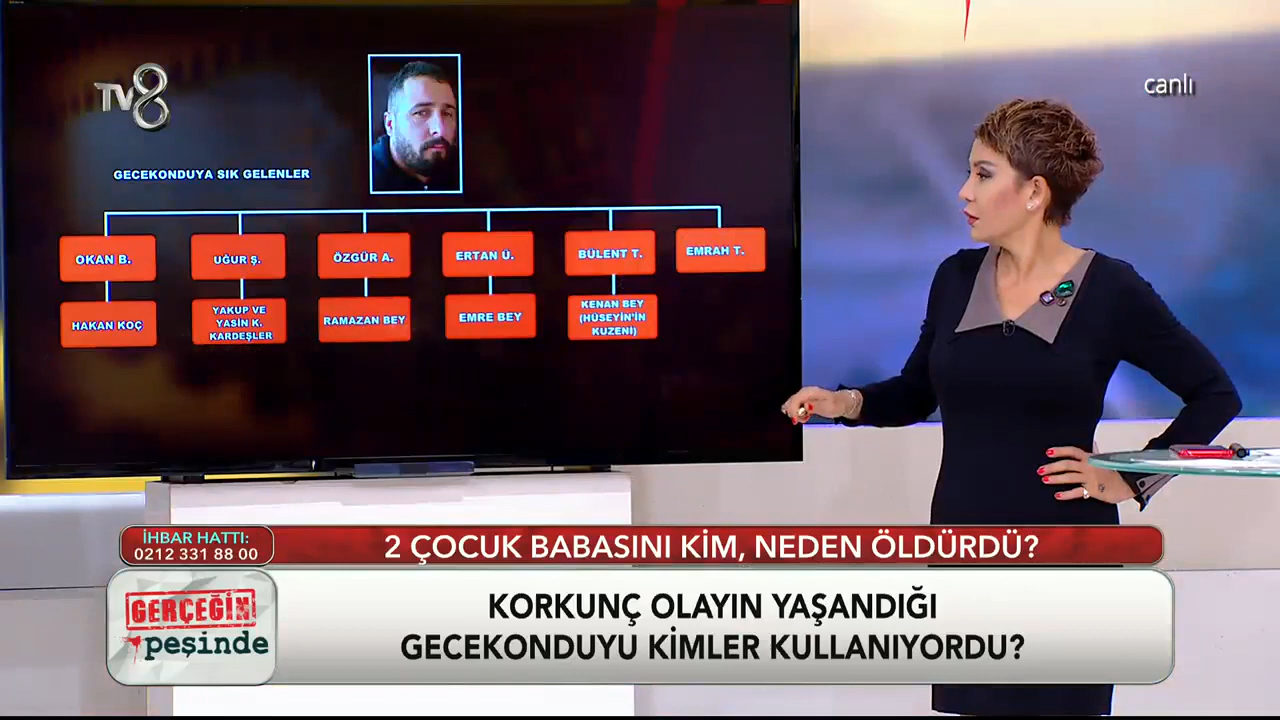 TV8
canlı
GECEKONDUYA SIK GELENLER
OKAN B.
UĞUR Ş.
ÖZGÜR A.
ERTAN Ü.
BÜLENT T.
EMRAH T.
HAKAN KOÇ
YAKUP VE
YASİN K.
KARDEŞLER
RAMAZAN BEY
EMRE BEY
KENAN BEY
(HÜSEYİN'İN
KUZENİ)
İHBAR HATTI:
0212 331 88 00
2 ÇOCUK BABASINI KİM, NEDEN ÖLDÜRDÜ?
GERÇEĞİN
peşinde
KORKUNÇ OLAYIN YAŞANDIĞI
GECEKONDUYU KİMLER KULLANIYORDU?